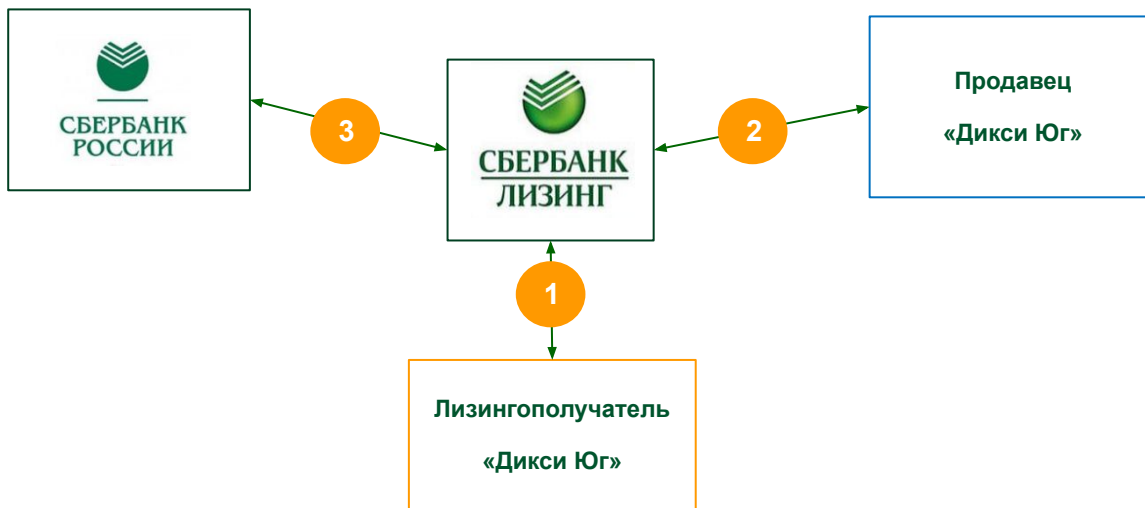 СБЕРБАНК
РОССИИ
3
СБЕРБАНК
ЛИЗИНГ
2
Продавец
«Дикси Юг»
1
Лизингополучатель
«Дикси Юг»